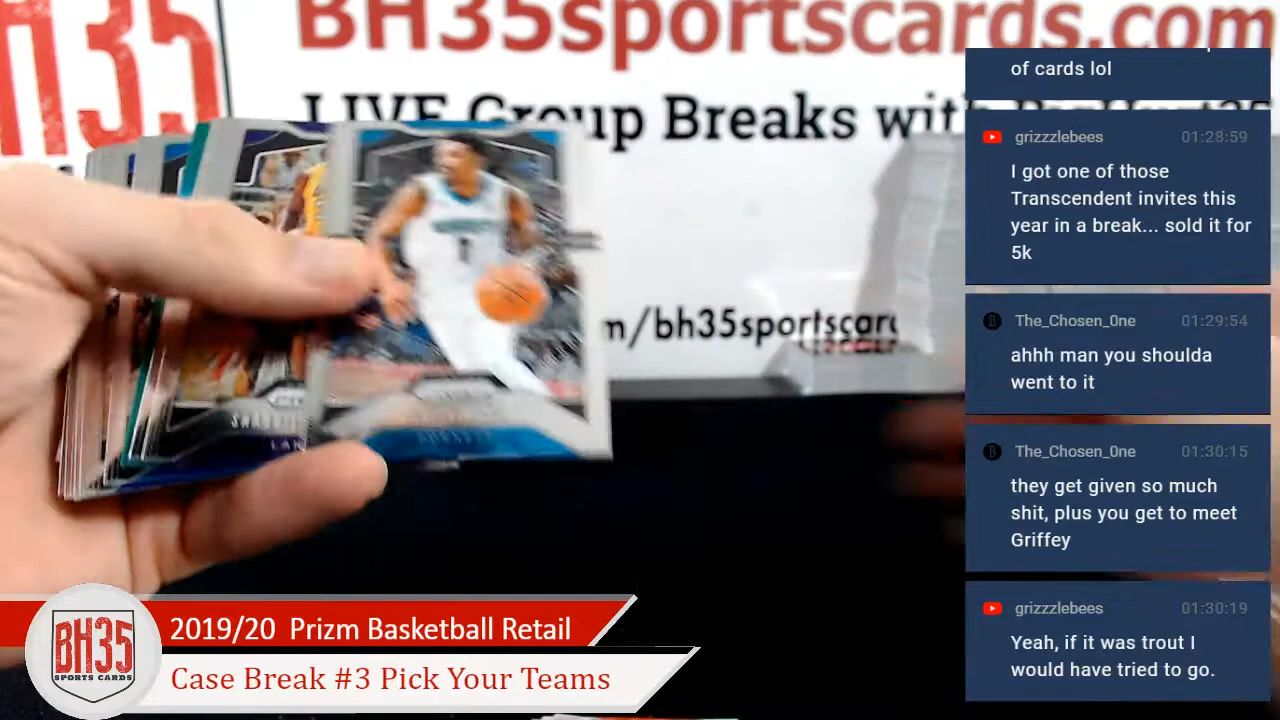 BH35sportscards.com
LIVE Group Breaks with
H35
m/bh35sportscar
of cards lol
grizzzlebees 01:28:59
I got one of those
Transcendent invites this
year in a break... sold it for
5k
The_Chosen_0ne 01:29:54
ahhh man you shoulda
went to it
The_Chosen_0ne 01:30:15
they get given so much
shit, plus you get to meet
Griffey
grizzzlebees 01:30:19
Yeah, if it was trout I
would have tried to go.
BH35
SPORTS CARDS
2019/20 Prizm Basketball Retail
Case Break #3 Pick Your Teams